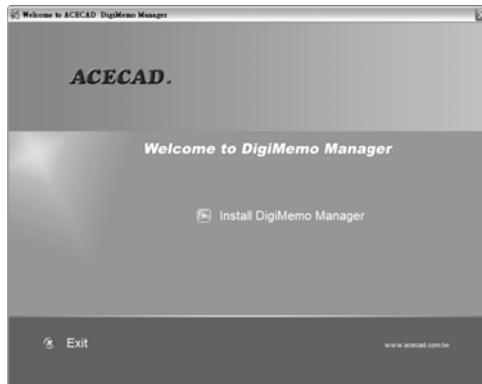 Welcome to ACECAD DigiMemo Manager
ACECAD.
Welcome to DigiMemo Manager
Install DigiMemo Manager
Exit
www.acecad.com.tw